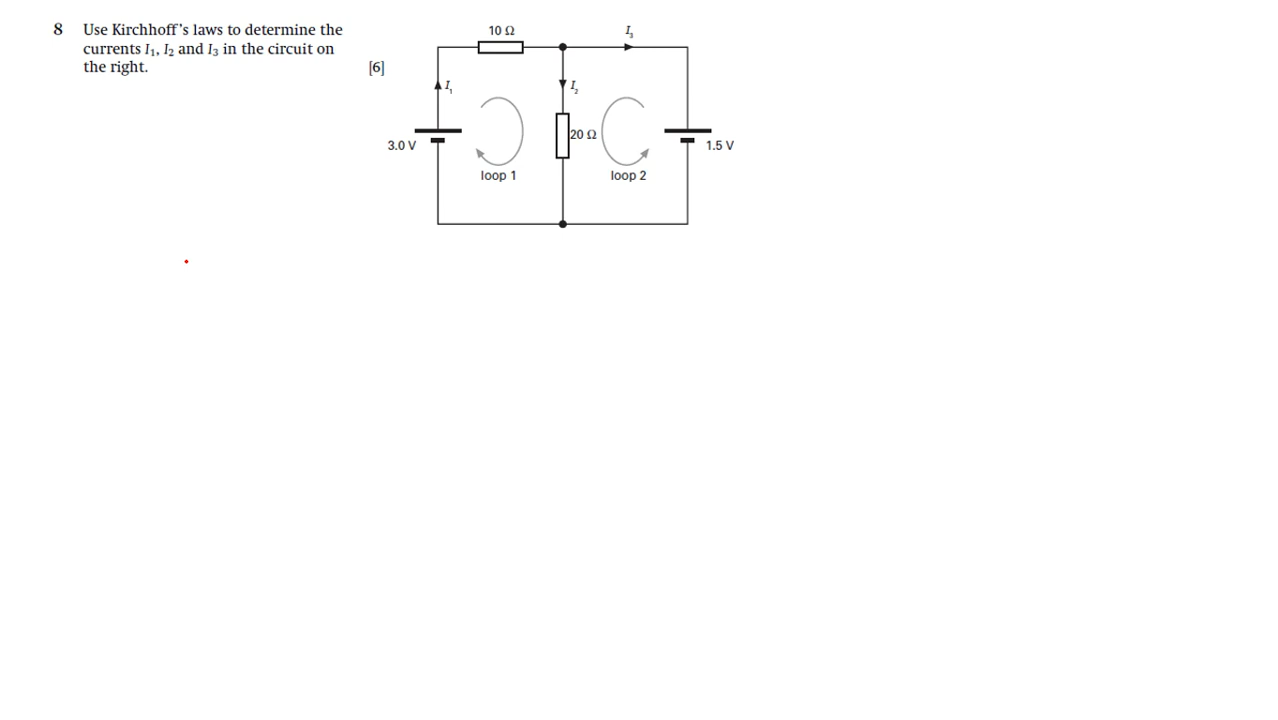 8 Use Kirchhoff's laws to determine the
currents I₁, I₂ and I₃ in the circuit on
the right. [6]
10 Ω
I₃
I₁
I₂
3.0 V
20 Ω
1.5 V
loop 1
loop 2